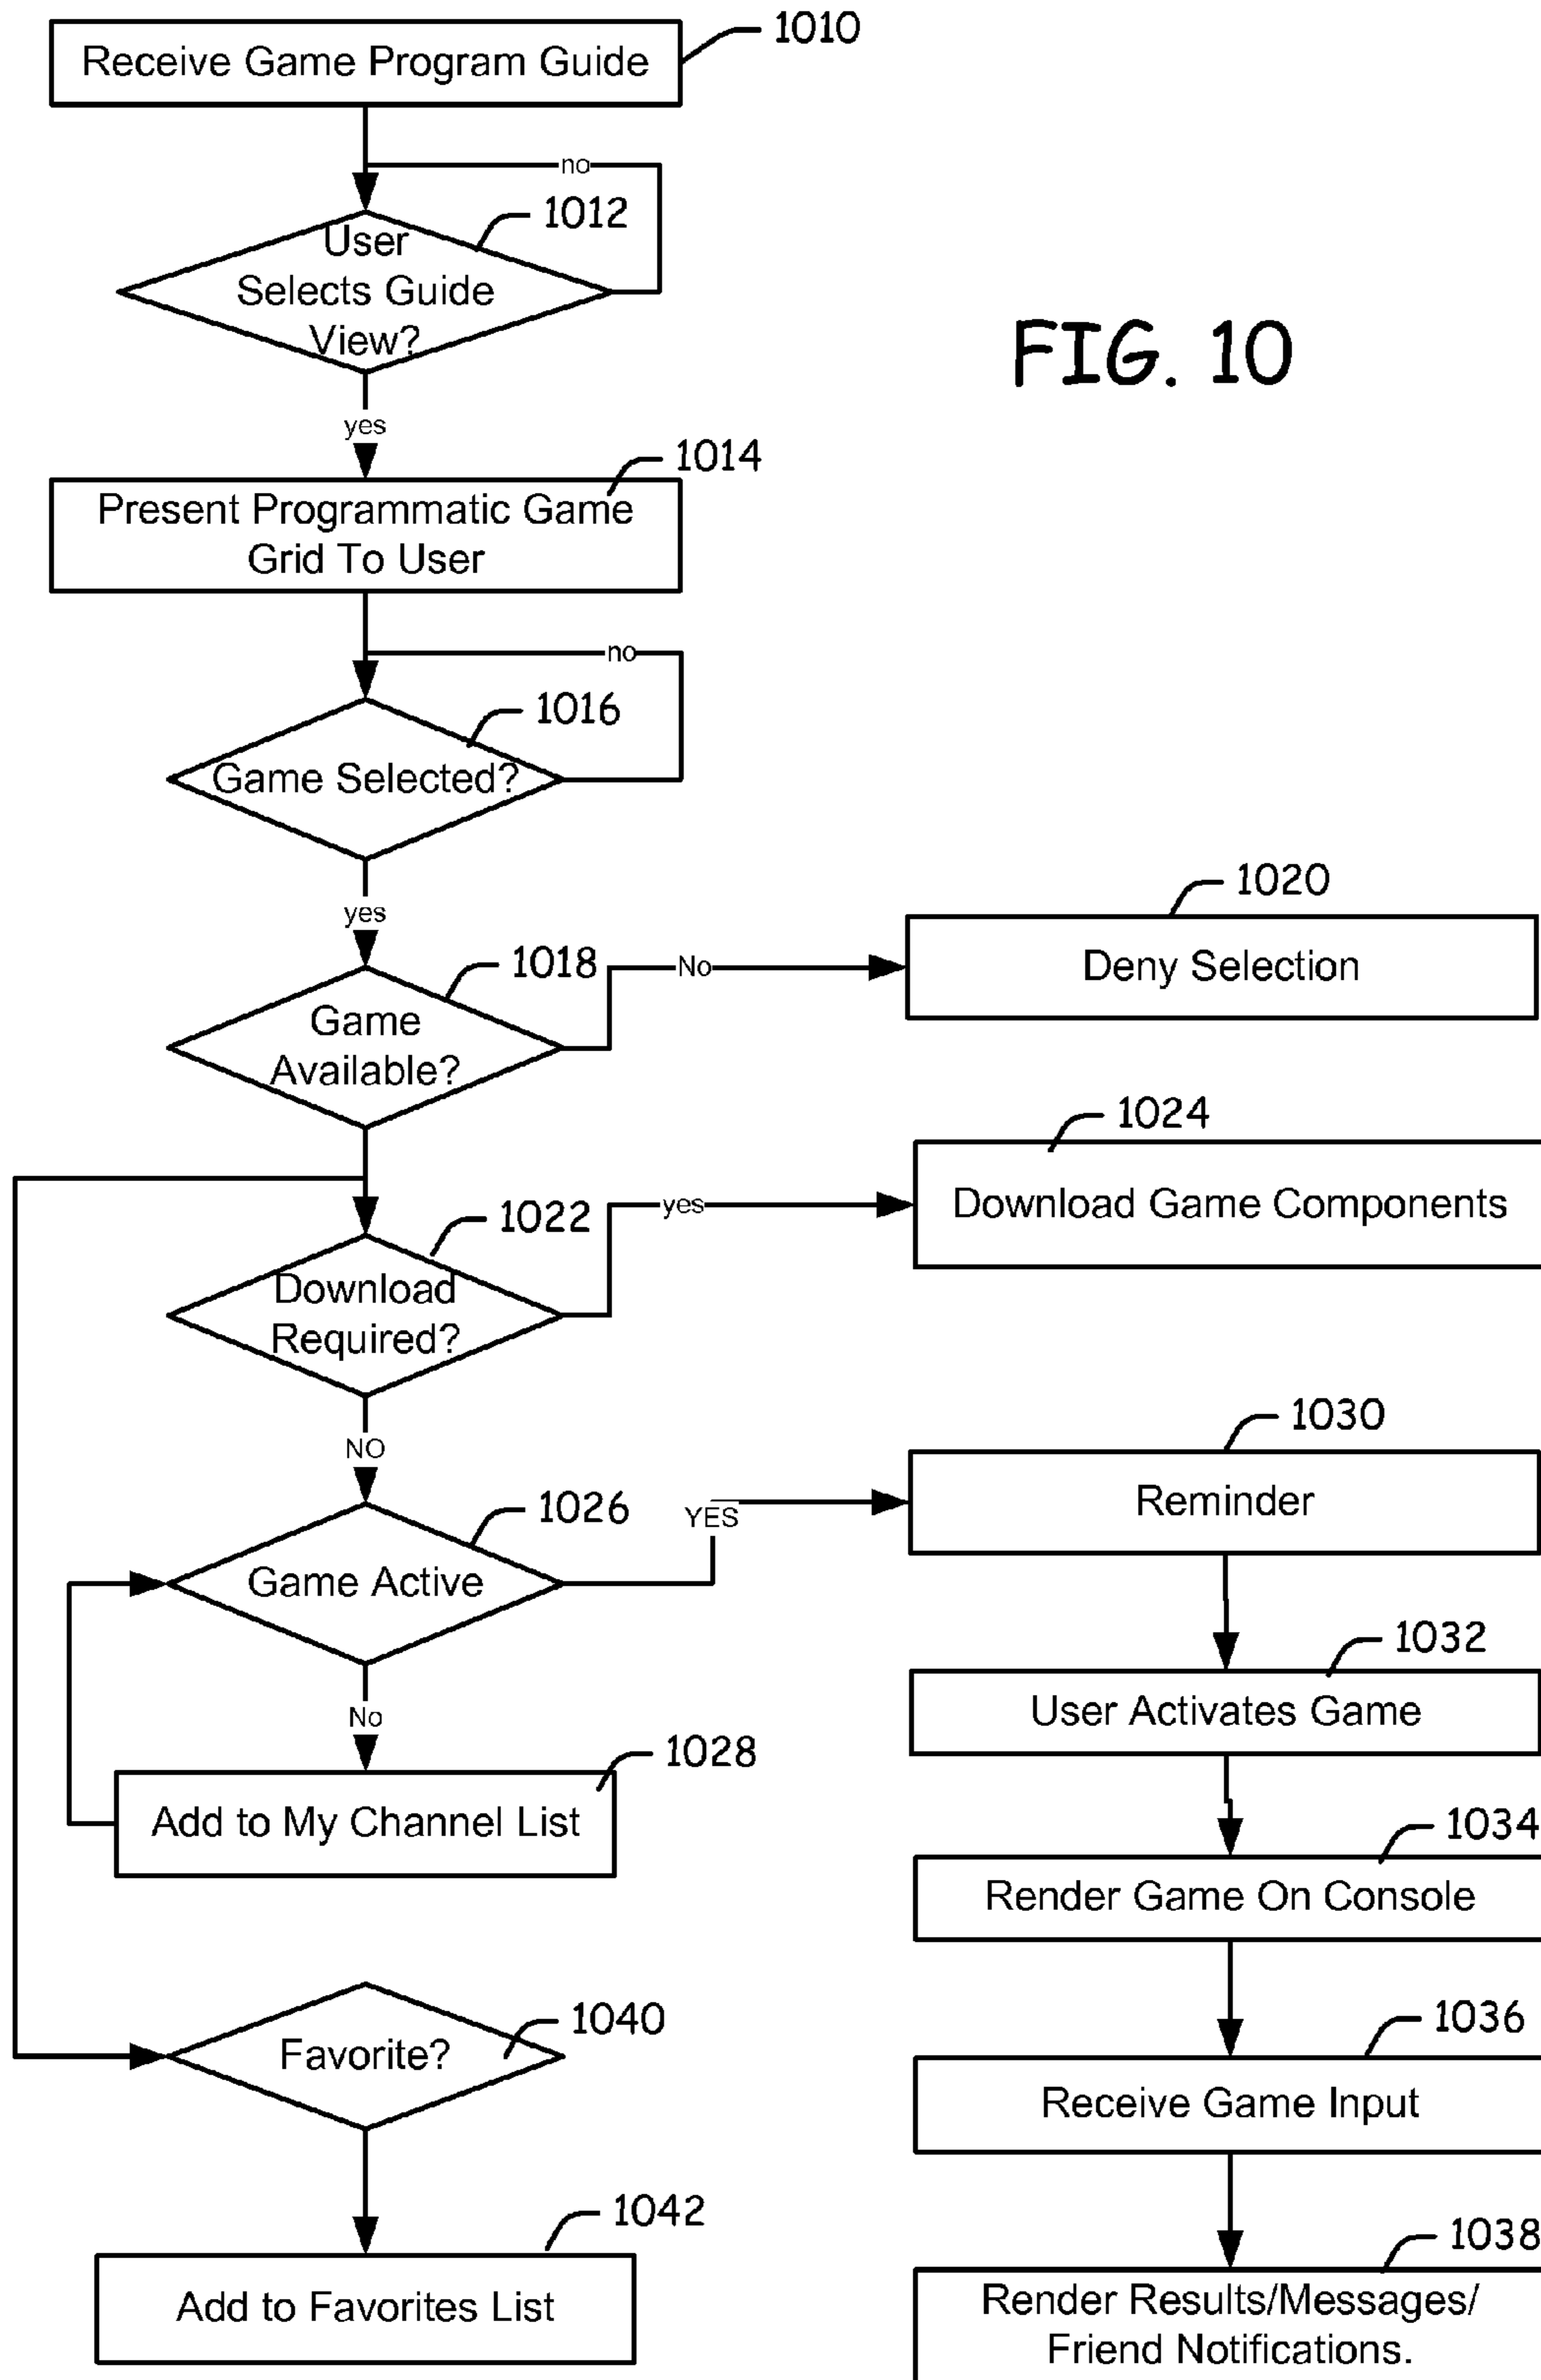 1010
Receive Game Program Guide
no
1012
User
Selects Guide
View?
FIG. 10
yes
1014
Present Programmatic Game
Grid To User
no
1016
Game Selected?
yes
1020
1018
No
Deny Selection
Game
Available?
1024
1022
yes
Download Game Components
Download
Required?
1030
NO
1026
YES
Reminder
Game Active
1032
No
User Activates Game
1028
Add to My Channel List
1034
Render Game On Console
1036
1040
Favorite?
Receive Game Input
1042
1038
Add to Favorites List
Render Results/Messages/
Friend Notifications.